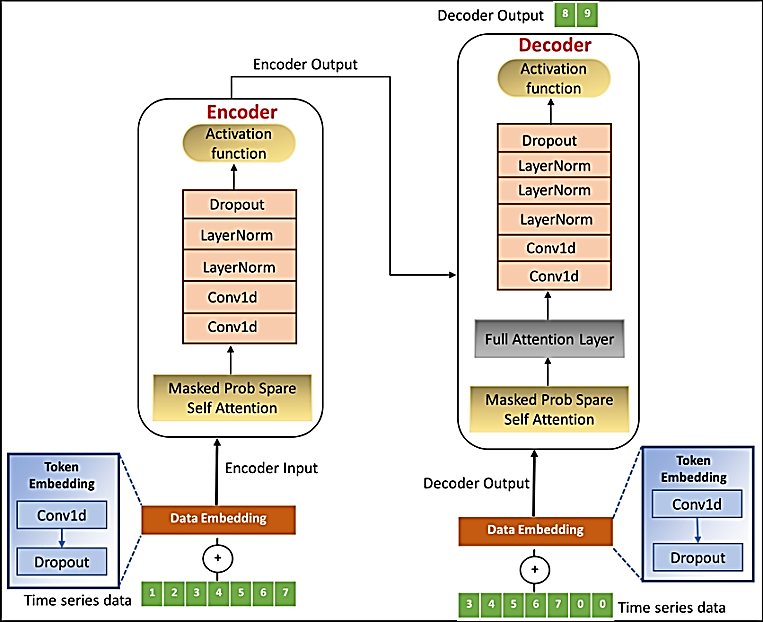 Decoder Output 8 9
Decoder
Activation
function
Dropout
LayerNorm
LayerNorm
LayerNorm
Conv1d
Conv1d
Full Attention Layer
Masked Prob Spare
Self Attention
Decoder Output
Data Embedding
+
3 4 5 6 7 0 0
Time series data
Token
Embedding
Conv1d
Dropout
Encoder Output
Encoder
Activation
function
Dropout
LayerNorm
LayerNorm
Conv1d
Conv1d
Masked Prob Spare
Self Attention
Encoder Input
Token
Embedding
Conv1d
Dropout
Data Embedding
+
Time series data
1 2 3 4 5 6 7